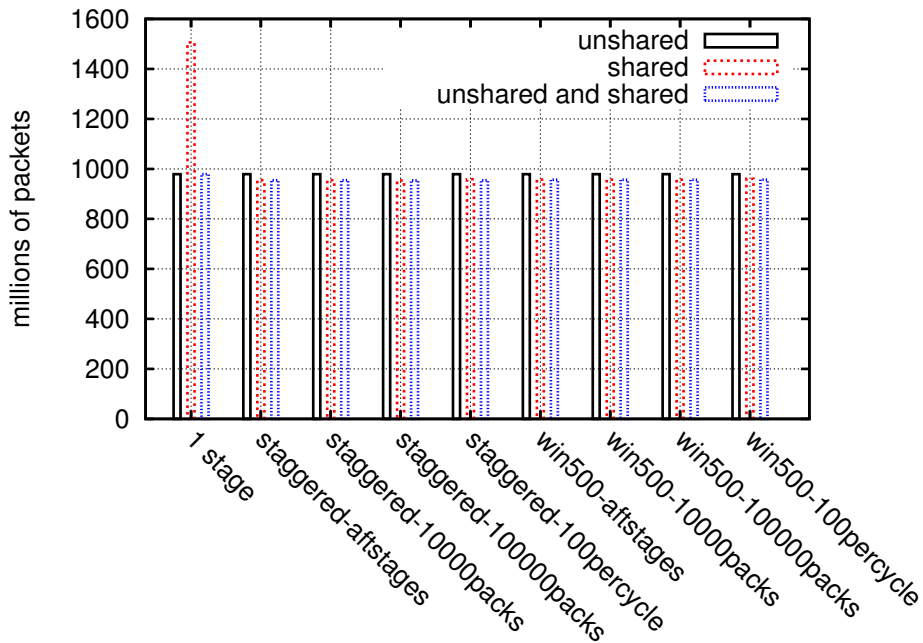 millions of packets
1600
1400
1200
1000
800
600
400
200
0
unshared
shared
unshared and shared
1 stage
staggered-aftstages
staggered-10000packs
staggered-100000packs
staggered-100percycle
win500-aftstages
win500-10000packs
win500-100000packs
win500-100percycle